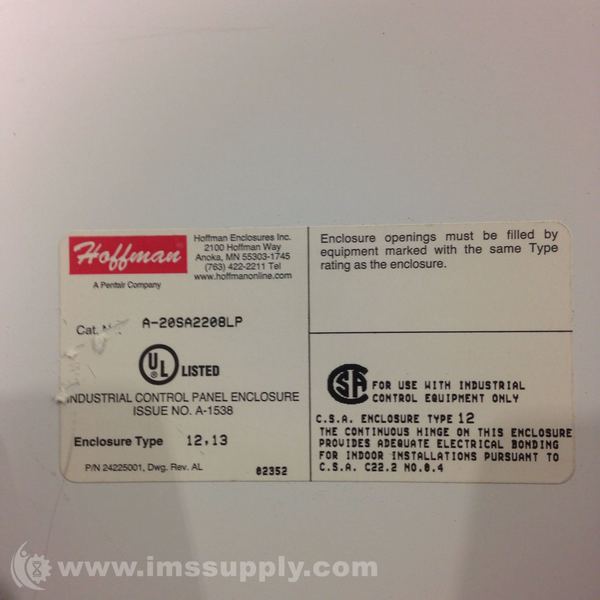 Hoffman
A Pentair Company
Hoffman Enclosures Inc.
2100 Hoffman Way
Anoka, MN 55303-1745
(763) 422-2211 Tel
www.hoffmanonline.com
Cat.
A-20SA2208LP
UL LISTED
INDUSTRIAL CONTROL PANEL ENCLOSURE
ISSUE NO. A-1538
Enclosure Type 12,13
P/N 24225001, Dwg. Rev. AL
02352
Enclosure openings must be filled by
equipment marked with the same Type
rating as the enclosure.
CSA
FOR USE WITH INDUSTRIAL
CONTROL EQUIPMENT ONLY
C.S.A. ENCLOSURE TYPE 12
THE CONTINUOUS HINGE ON THIS ENCLOSURE
PROVIDES ADEQUATE ELECTRICAL BONDING
FOR INDOOR INSTALLATIONS PURSUANT TO
C.S.A. C22.2 NO.0.4
www.imssupply.com